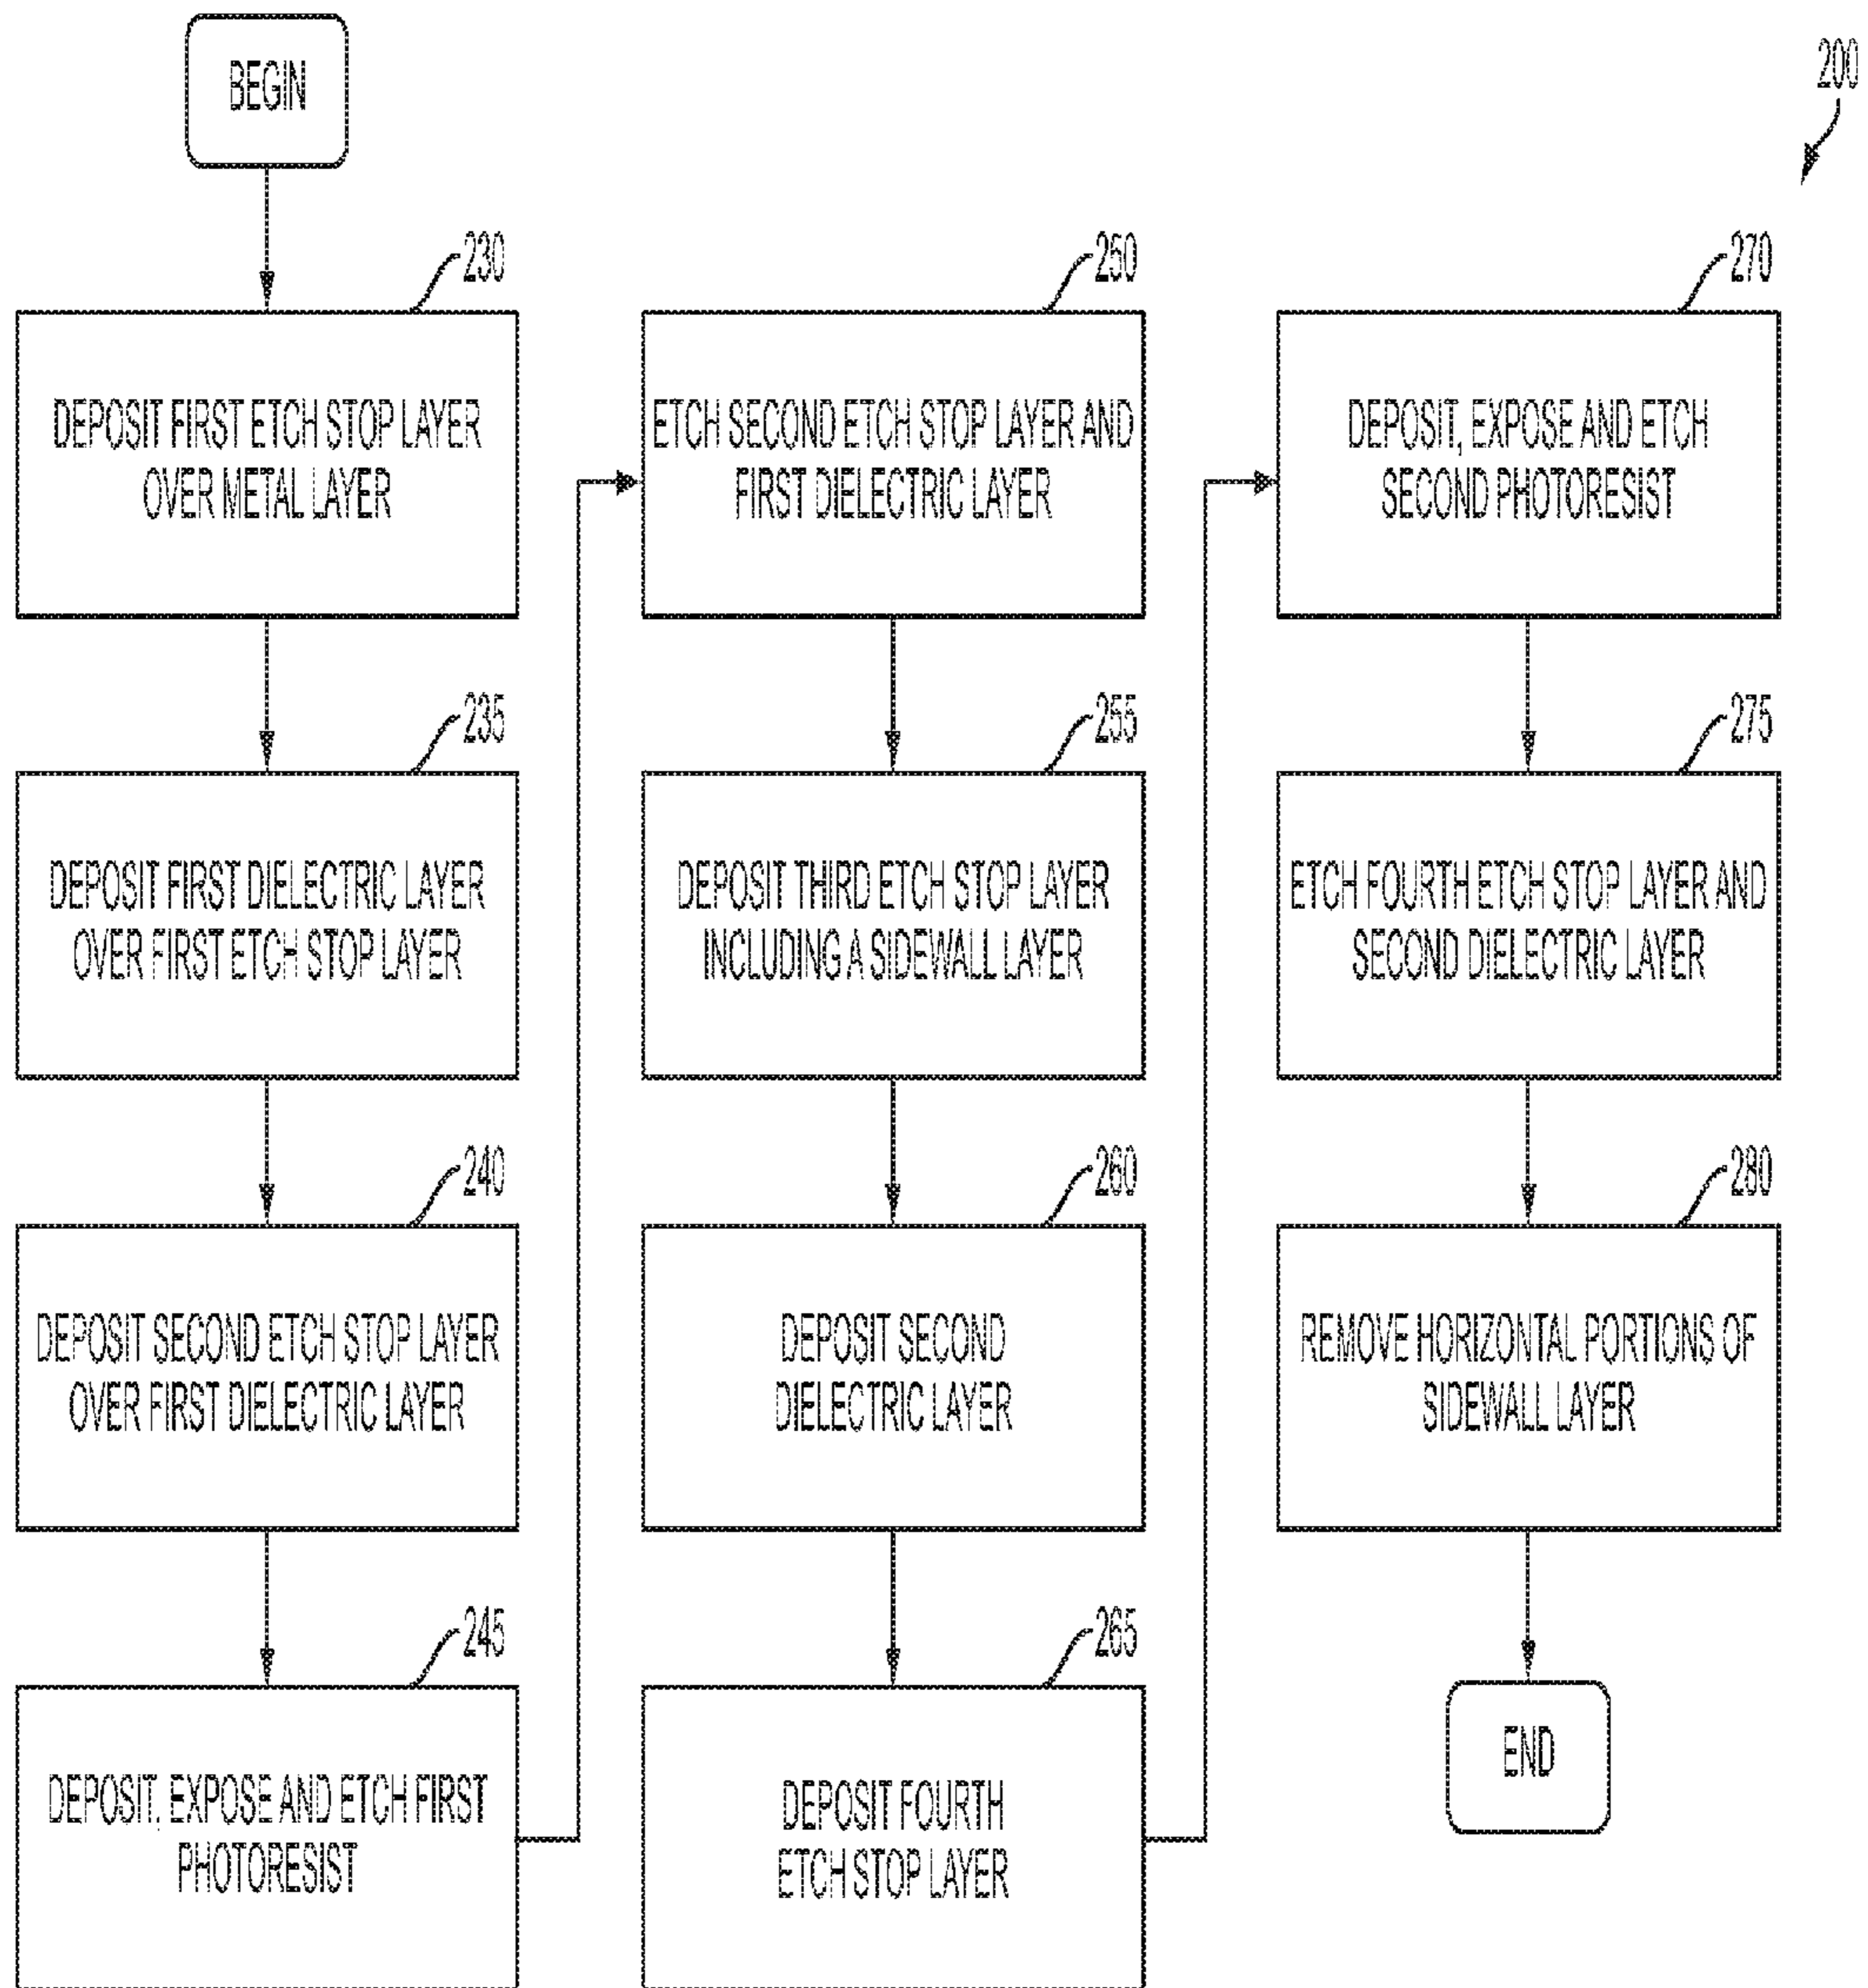 200
BEGIN
230
DEPOSIT FIRST ETCH STOP LAYER
OVER METAL LAYER
235
DEPOSIT FIRST DIELECTRIC LAYER
OVER FIRST ETCH STOP LAYER
240
DEPOSIT SECOND ETCH STOP LAYER
OVER FIRST DIELECTRIC LAYER
245
DEPOSIT, EXPOSE AND ETCH FIRST
PHOTORESIST
250
ETCH SECOND ETCH STOP LAYER AND
FIRST DIELECTRIC LAYER
255
DEPOSIT THIRD ETCH STOP LAYER
INCLUDING A SIDEWALL LAYER
260
DEPOSIT SECOND
DIELECTRIC LAYER
265
DEPOSIT FOURTH
ETCH STOP LAYER
270
DEPOSIT, EXPOSE AND ETCH
SECOND PHOTORESIST
275
ETCH FOURTH ETCH STOP LAYER AND
SECOND DIELECTRIC LAYER
280
REMOVE HORIZONTAL PORTIONS OF
SIDEWALL LAYER
END